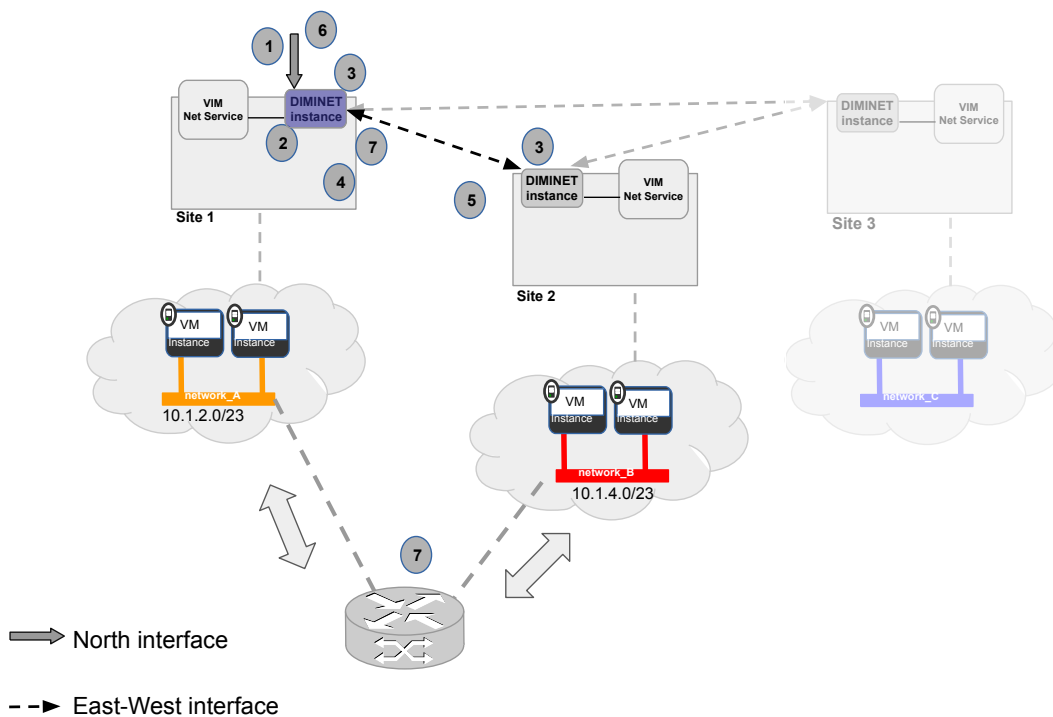 6
1
3
VIM
Net Service
DIMINET
instance
2
7
4
Site 1
3
DIMINET
instance
VIM
Net Service
5
Site 2
DIMINET
instance
VIM
Net Service
Site 3
VM
Instance
VM
Instance
network_A
10.1.2.0/23
VM
Instance
VM
Instance
network_B
10.1.4.0/23
VM
Instance
VM
Instance
network_C
7
North interface
East-West interface